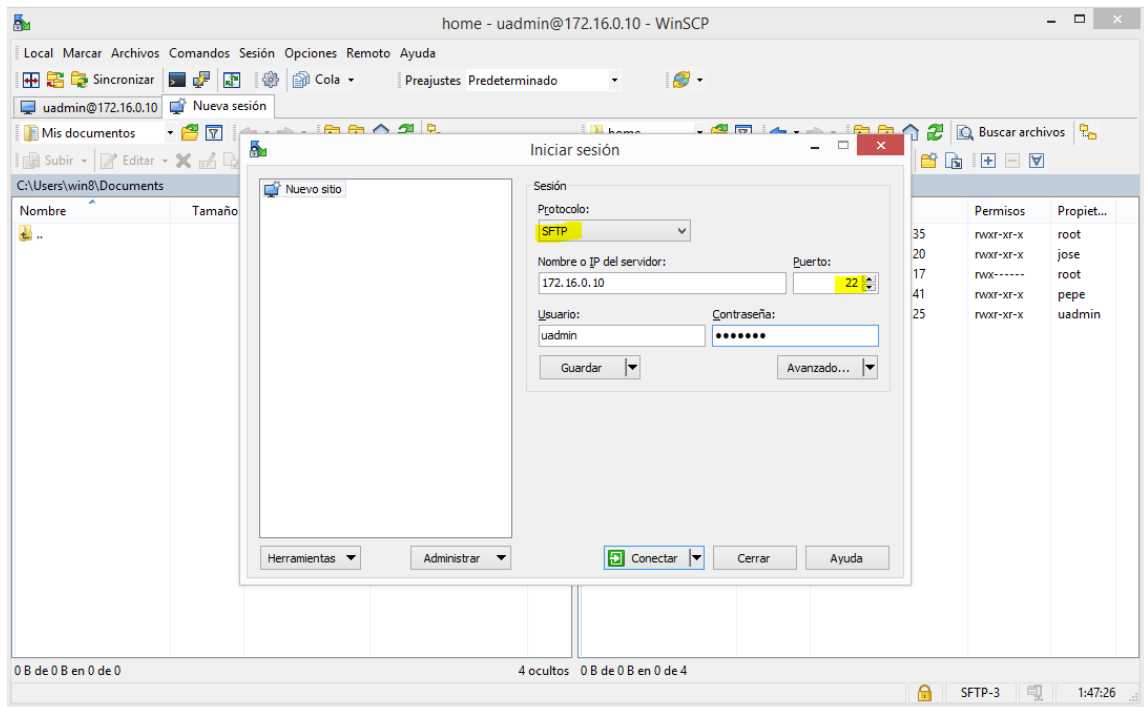 home - uadmin@172.16.0.10 - WinSCP
Local Marcar Archivos Comandos Sesión Opciones Remoto Ayuda
Sincronizar Cola Preajustes Predeterminado
uadmin@172.16.0.10 Nueva sesión
Mis documentos Buscar archivos
Subir Editar
C:\Users\win8\Documents
Nombre Tamaño Permisos Propiet...
..
35 rwxr-xr-x root
20 rwxr-xr-x jose
17 rwx------ root
41 rwxr-xr-x pepe
25 rwxr-xr-x uadmin
Iniciar sesión
Nuevo sitio
Sesión
Protocolo:
SFTP
Nombre o IP del servidor: Puerto:
172.16.0.10 22
Usuario: Contraseña:
uadmin •••••••
Guardar Avanzado...
Herramientas Administrar Conectar Cerrar Ayuda
0 B de 0 B en 0 de 0 4 ocultos 0 B de 0 B en 0 de 4
SFTP-3 1:47:26